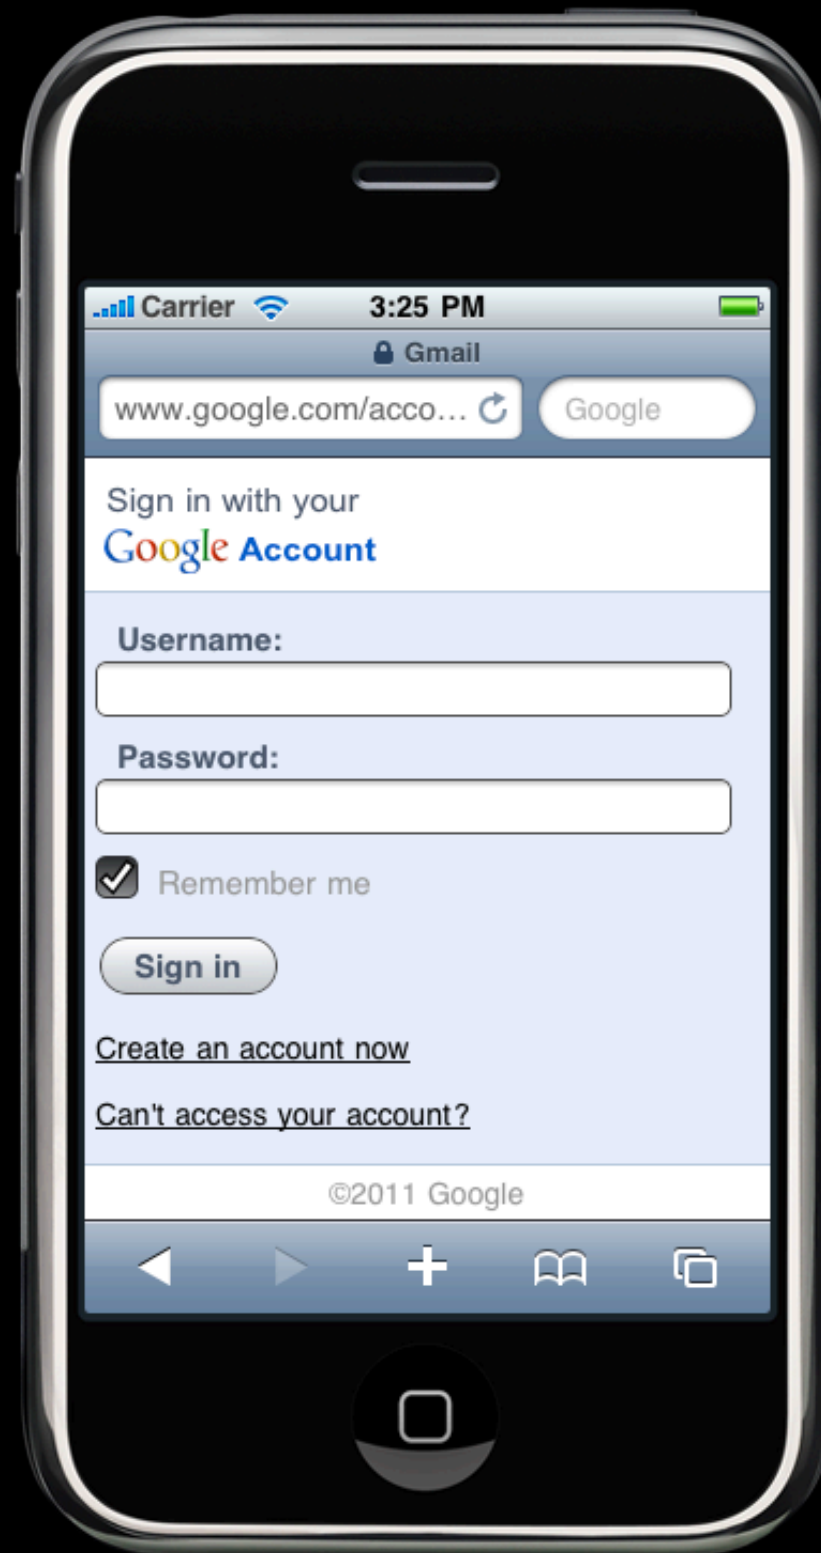 Carrier 3:25 PM
Gmail
www.google.com/acco... Google
Sign in with your
Google Account
Username:
Password:
Remember me
Sign in
Create an account now
Can't access your account?
©2011 Google